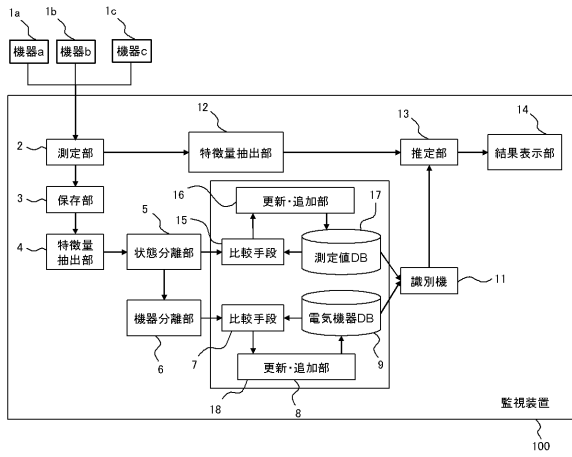 1a
1b
1c
機器a
機器b
機器c
12
13
14
2
測定部
特徴量抽出部
推定部
結果表示部
3
保存部
16
更新・追加部
17
5
15
4
特徴量
抽出部
状態分離部
比較手段
測定値DB
識別機
11
機器分離部
比較手段
電気機器DB
6
7
9
更新・追加部
18
8
監視装置
100